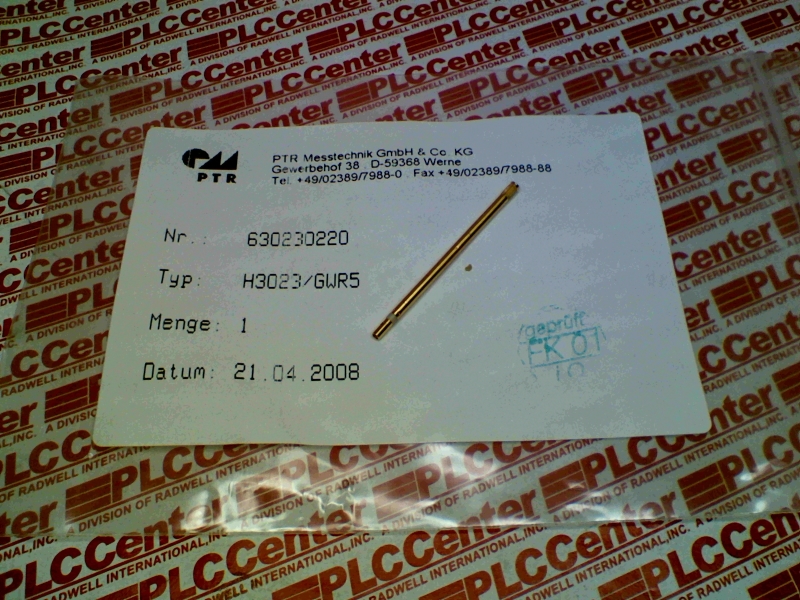 PTR
PTR Messtechnik GmbH & Co. KG
Gewerbehof 38 D-59368 Werne
Tel. +49/02389/7988-0 . Fax +49/02389/7988-88
Nr.: 630230220
Typ: H3023/GWR5
Menge: 1
Datum: 21.04.2008
geprüft
FK 01
PLCCenter
A DIVISION OF RADWELL INTERNATIONAL, INC.